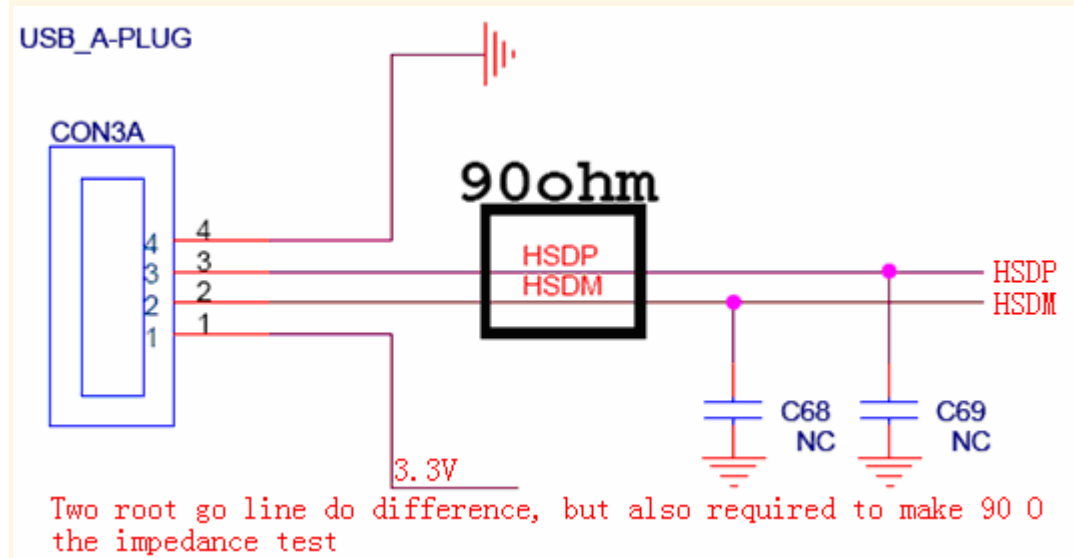 USB_A-PLUG
CON3A
90ohm
4 4
HSDP
3 3
HSDP
HSDM
2 2
HSDM
1 1
C68
NC
C69
NC
3.3V
Two root go line do difference, but also required to make 90 O
the impedance test